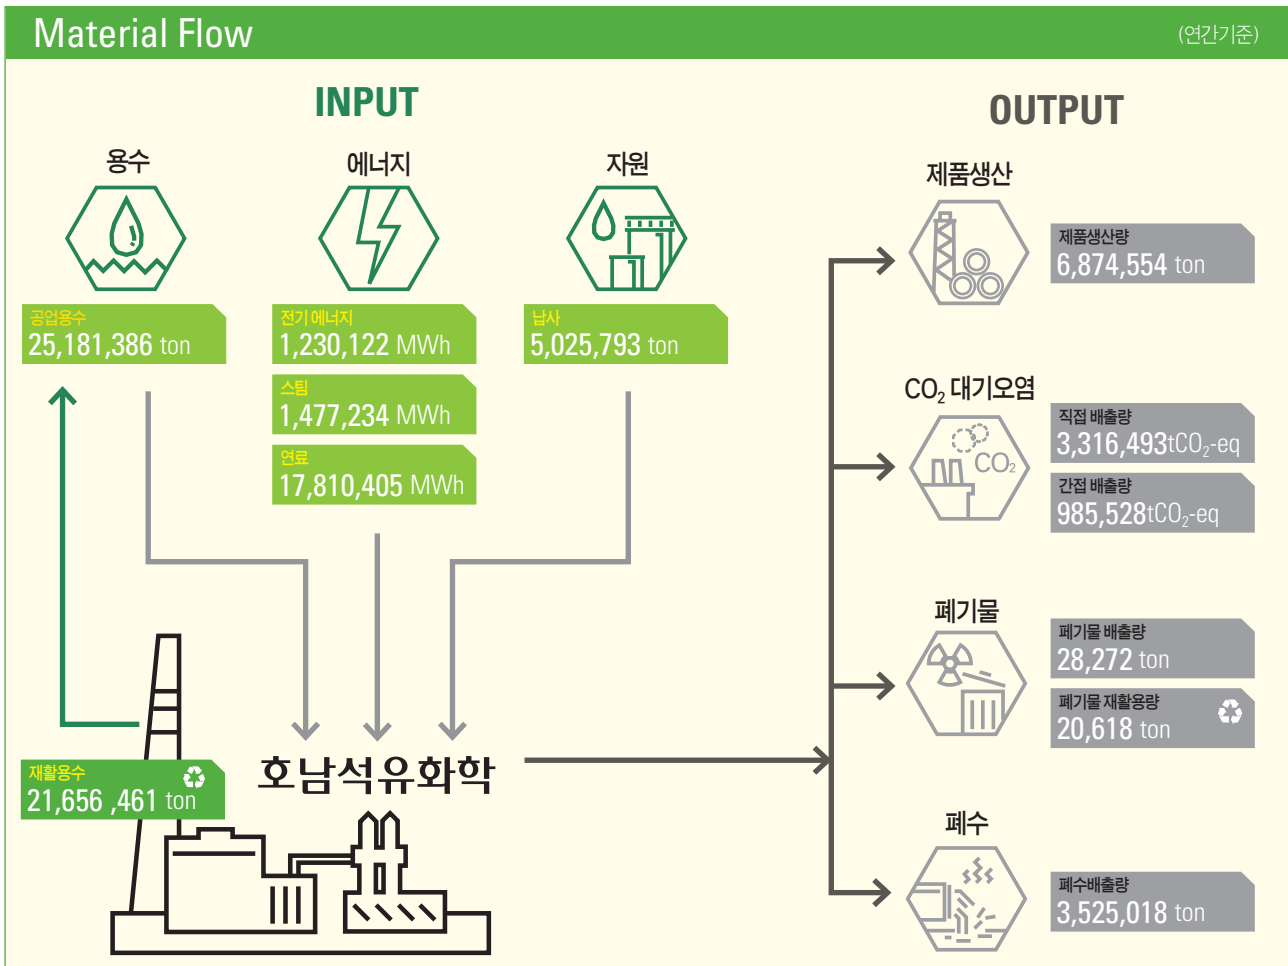 Material Flow
(연간기준)
INPUT
용수
공업용수
25,181,386 ton
에너지
전기 에너지
1,230,122 MWh
스팀
1,477,234 MWh
연료
17,810,405 MWh
자원
납사
5,025,793 ton
재활용수
21,656 ,461 ton
호남석유화학
OUTPUT
제품생산
제품생산량
6,874,554 ton
CO₂ 대기오염
CO₂
직접 배출량
3,316,493tCO₂-eq
간접 배출량
985,528tCO₂-eq
폐기물
폐기물 배출량
28,272 ton
폐기물 재활용량
20,618 ton
폐수
폐수배출량
3,525,018 ton